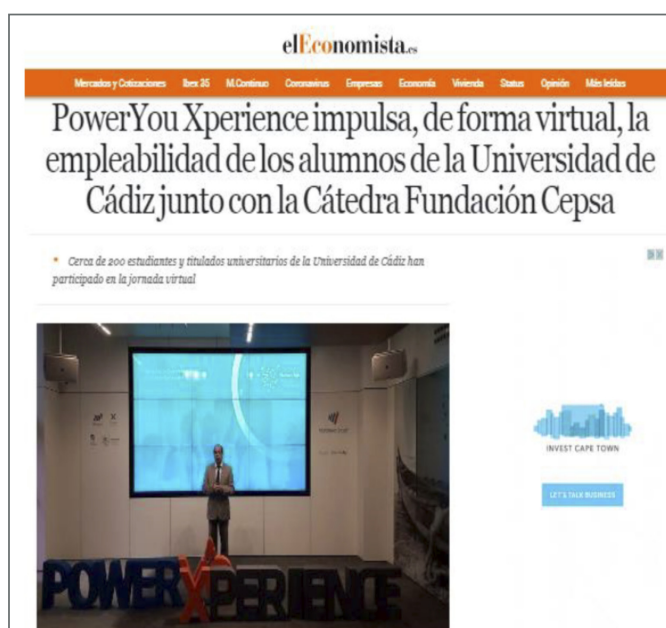 elEconomista.es
Mercados y Cotizaciones Ibex 35 M.Continuo Coronavirus Empresas Economía Vivienda Status Opinión Más leídas
PowerYou Xperience impulsa, de forma virtual, la
empleabilidad de los alumnos de la Universidad de
Cádiz junto con la Cátedra Fundación Cepsa
Cerca de 200 estudiantes y titulados universitarios de la Universidad de Cádiz han
participado en la jornada virtual
INVEST CAPE TOWN
LET'S TALK BUSINESS
POWER XPERIENCE